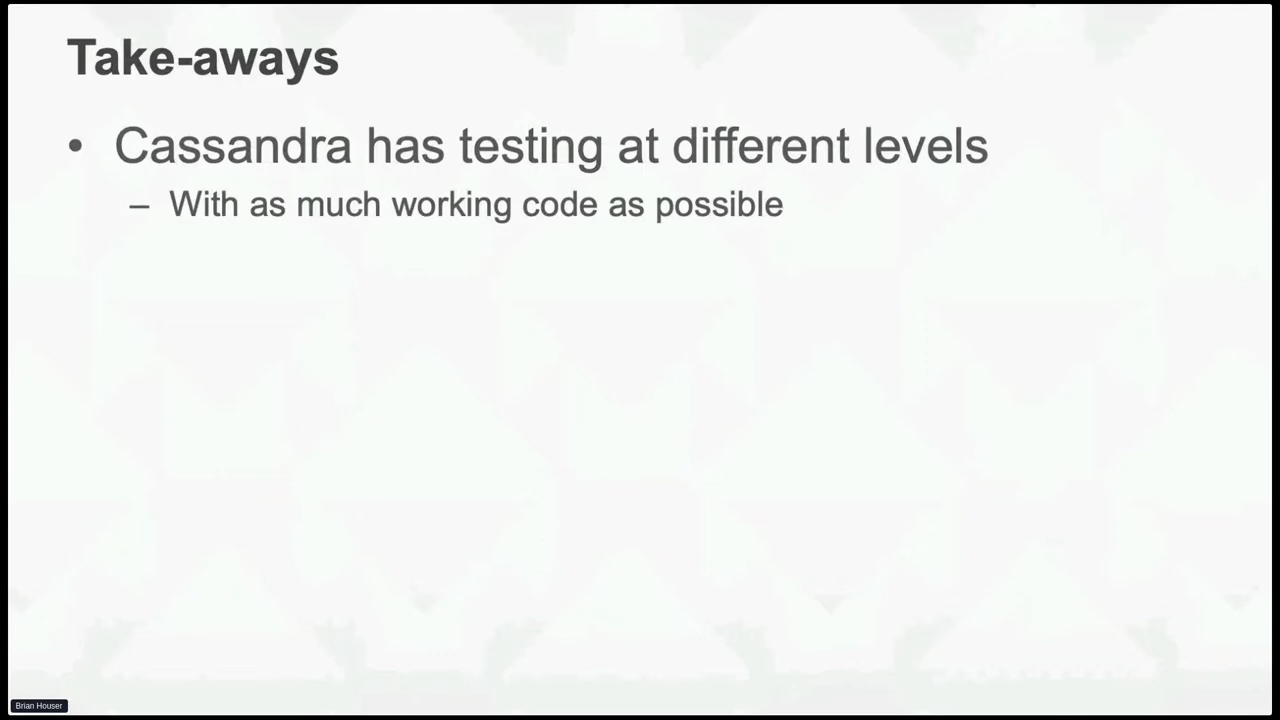 Take-aways
• Cassandra has testing at different levels
– With as much working code as possible
Brian Houser